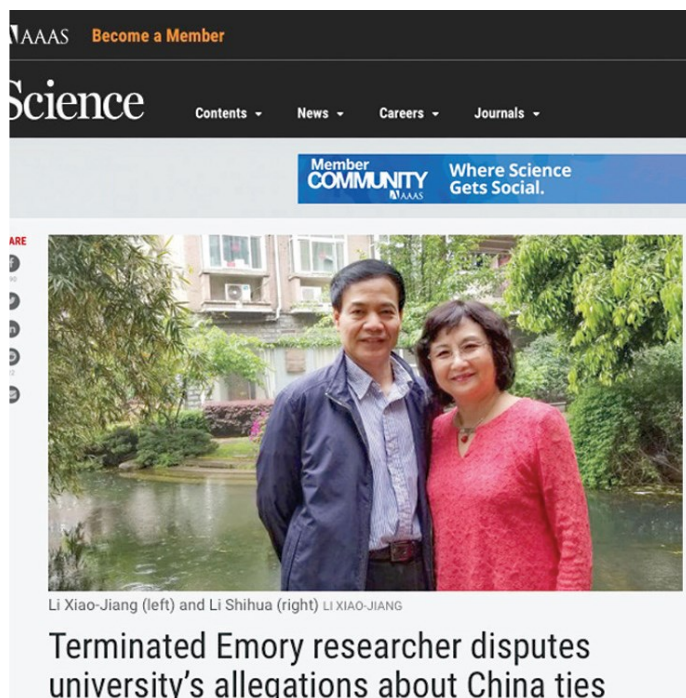 AAAS Become a Member
Science Contents News Careers Journals
Member
COMMUNITY
AAAS
Where Science
Gets Social.
ARE
Li Xiao-Jiang (left) and Li Shihua (right) LI XIAO-JIANG
Terminated Emory researcher disputes
university's allegations about China ties